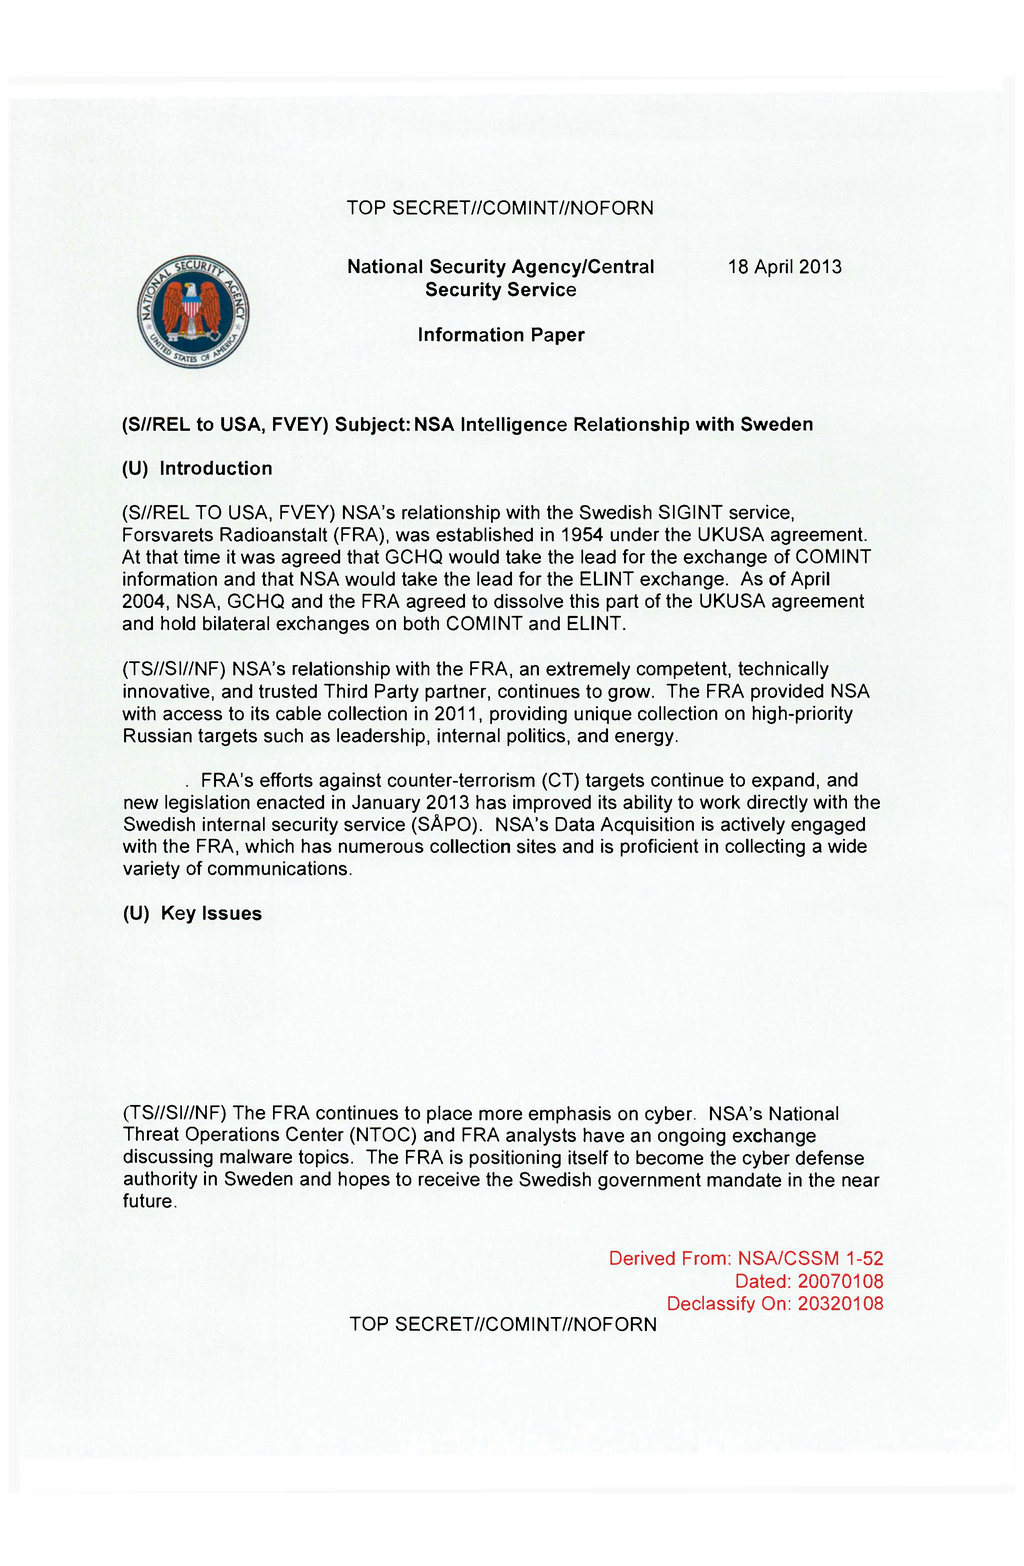 TOP SECRET//COMINT//NOFORN
NATIONAL SECURITY AGENCY
UNITED STATES OF AMERICA
National Security Agency/Central
Security Service
18 April 2013
Information Paper
(S//REL to USA, FVEY) Subject: NSA Intelligence Relationship with Sweden
(U) Introduction
(S//REL TO USA, FVEY) NSA's relationship with the Swedish SIGINT service,
Forsvarets Radioanstalt (FRA), was established in 1954 under the UKUSA agreement.
At that time it was agreed that GCHQ would take the lead for the exchange of COMINT
information and that NSA would take the lead for the ELINT exchange. As of April
2004, NSA, GCHQ and the FRA agreed to dissolve this part of the UKUSA agreement
and hold bilateral exchanges on both COMINT and ELINT.
(TS//SI//NF) NSA's relationship with the FRA, an extremely competent, technically
innovative, and trusted Third Party partner, continues to grow. The FRA provided NSA
with access to its cable collection in 2011, providing unique collection on high-priority
Russian targets such as leadership, internal politics, and energy.
. FRA's efforts against counter-terrorism (CT) targets continue to expand, and
new legislation enacted in January 2013 has improved its ability to work directly with the
Swedish internal security service (SÄPO). NSA's Data Acquisition is actively engaged
with the FRA, which has numerous collection sites and is proficient in collecting a wide
variety of communications.
(U) Key Issues
(TS//SI//NF) The FRA continues to place more emphasis on cyber. NSA's National
Threat Operations Center (NTOC) and FRA analysts have an ongoing exchange
discussing malware topics. The FRA is positioning itself to become the cyber defense
authority in Sweden and hopes to receive the Swedish government mandate in the near
future.
Derived From: NSA/CSSM 1-52
Dated: 20070108
Declassify On: 20320108
TOP SECRET//COMINT//NOFORN